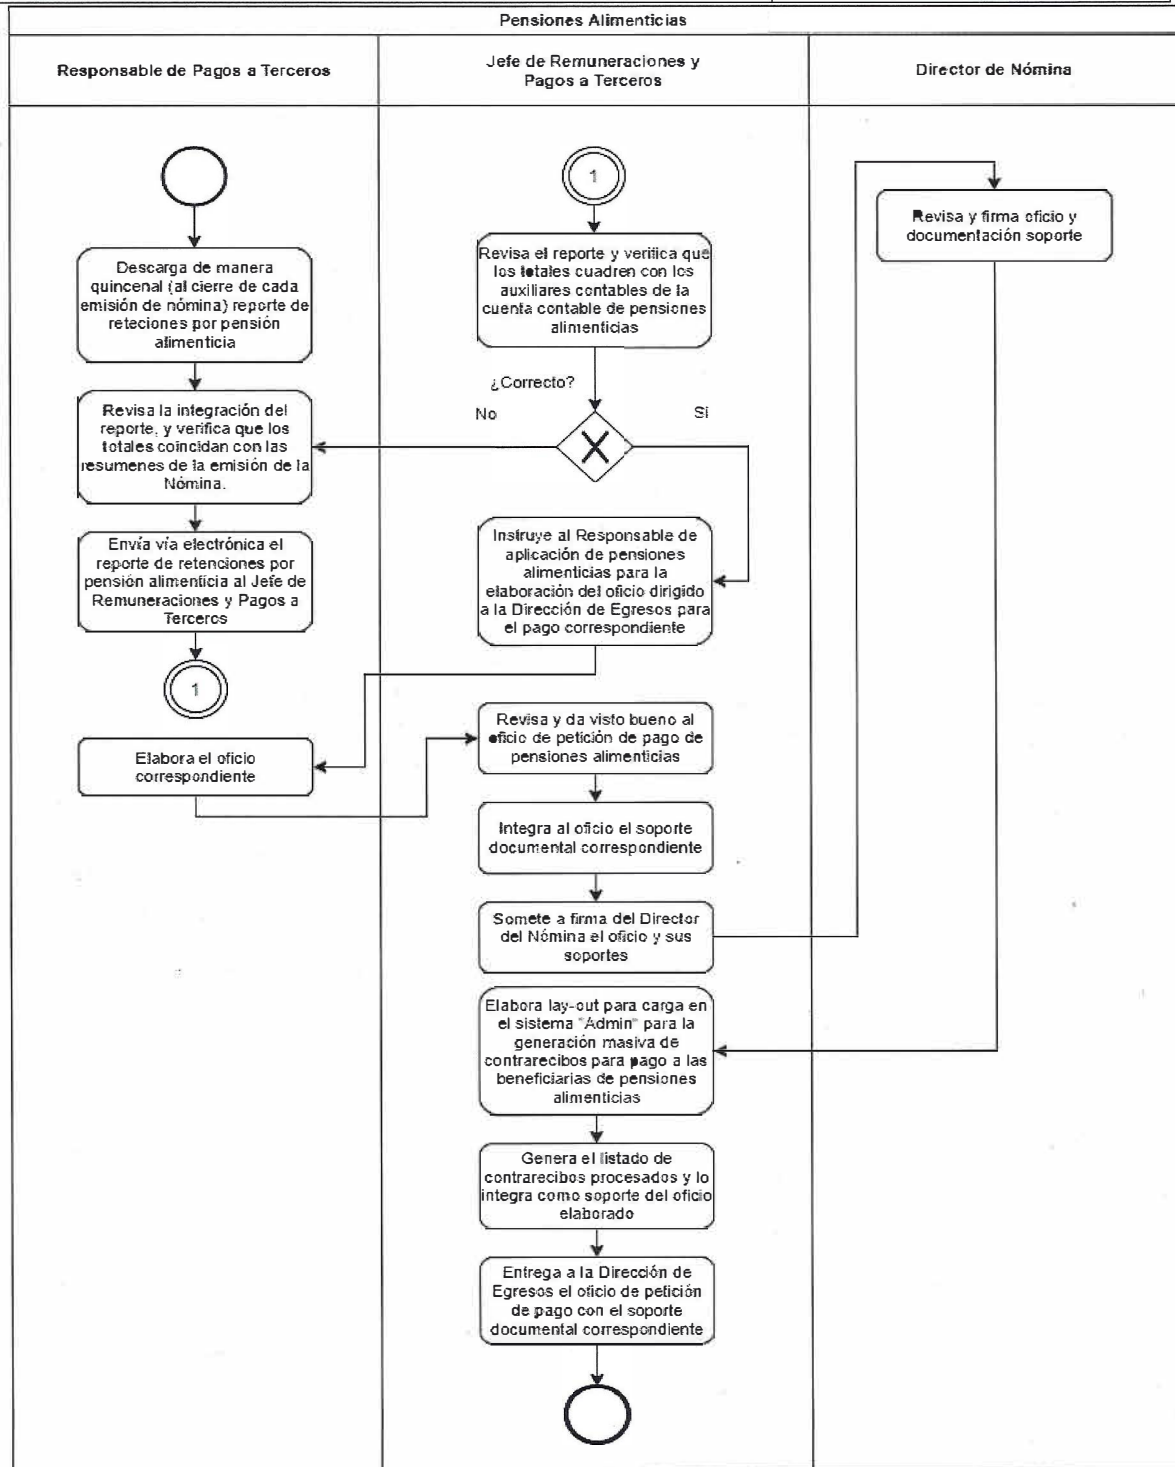 Pensiones Alimenticias
Responsable de Pagos a Terceros
Jefe de Remuneraciones y
Pagos a Terceros
Director de Nómina
Descarga de manera
quincenal (al cierre de cada
emisión de nómina) reporte de
reteciones por pensión
alimenticia
Revisa la integración del
reporte, y verifica que los
totales coincidan con las
resumenes de la emisión de la
Nómina.
Envía vía electrónica el
reporte de retenciones por
pensión alimenticia al Jefe de
Remuneraciones y Pagos a
Terceros
1
Elabora el oficio
correspondiente
1
Revisa el reporte y verifica que
los totales cuadren con los
auxiliares contables de la
cuenta contable de pensiones
alimenticias
¿Correcto?
No
Si
Instruye al Responsable de
aplicación de pensiones
alimenticias para la
elaboración del oficio dirigido
a la Dirección de Egresos para
el pago correspondiente
Revisa y da visto bueno al
oficio de petición de pago de
pensiones alimenticias
Integra al oficio el soporte
documental correspondiente
Somete a firma del Director
del Nómina el oficio y sus
soportes
Elabora lay-out para carga en
el sistema "Admin" para la
generación masiva de
contrarecibos para pago a las
beneficiarias de pensiones
alimenticias
Genera el listado de
contrarecibos procesados y lo
integra como soporte del oficio
elaborado
Entrega a la Dirección de
Egresos el oficio de petición
de pago con el soporte
documental correspondiente
Revisa y firma oficio y
documentación soporte